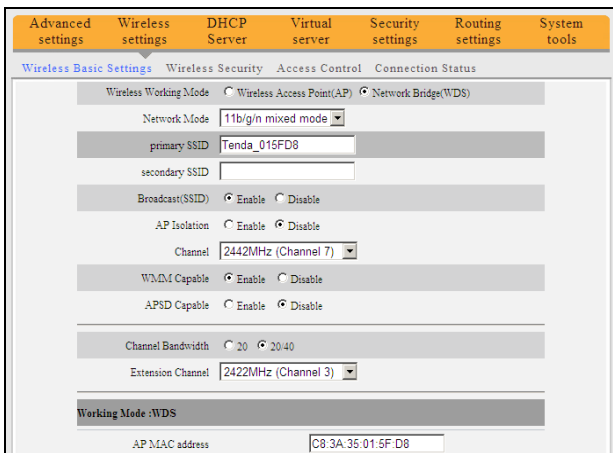 Advanced settings Wireless settings DHCP Server Virtual server Security settings Routing settings System tools
Wireless Basic Settings Wireless Security Access Control Connection Status
Wireless Working Mode Wireless Access Point(AP) Network Bridge(WDS)
Network Mode 11b/g/n mixed mode
primary SSID Tenda_015FD8
secondary SSID
Broadcast(SSID) Enable Disable
AP Isolation Enable Disable
Channel 2442MHz (Channel 7)
WMM Capable Enable Disable
APSD Capable Enable Disable
Channel Bandwidth 20 20/40
Extension Channel 2422MHz (Channel 3)
Working Mode :WDS
AP MAC address C8:3A:35:01:5F:D8